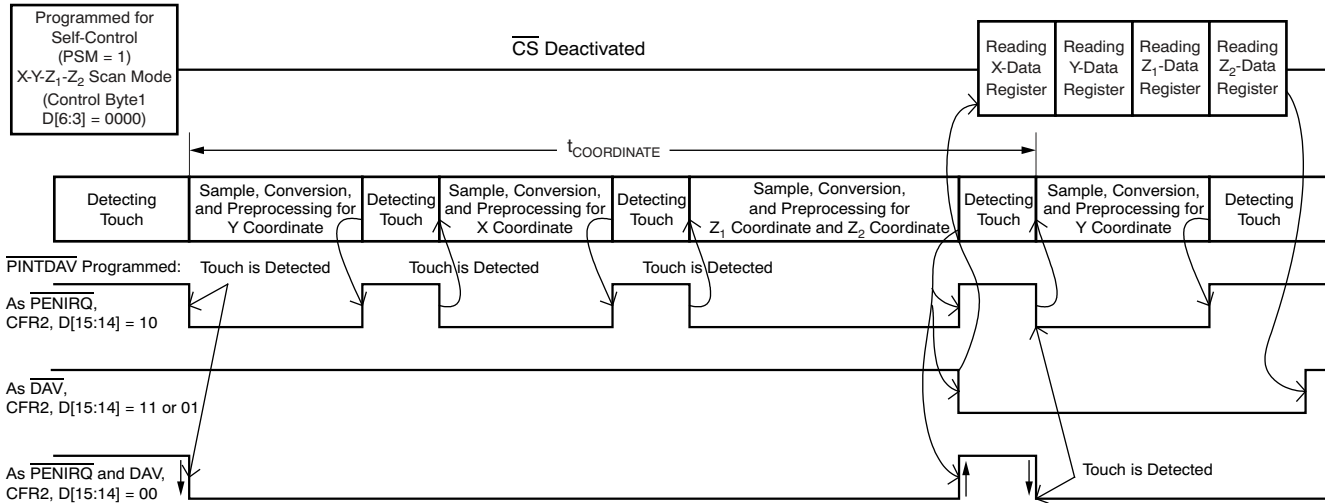 Programmed for
Self-Control
(PSM = 1)
X-Y-Z1-Z2 Scan Mode
(Control Byte1
D[6:3] = 0000)
CS Deactivated
Reading
X-Data
Register
Reading
Y-Data
Register
Reading
Z1-Data
Register
Reading
Z2-Data
Register
tCOORDINATE
Detecting
Touch
Sample, Conversion,
and Preprocessing for
Y Coordinate
Detecting
Touch
Sample, Conversion,
and Preprocessing for
X Coordinate
Detecting
Touch
Sample, Conversion,
and Preprocessing for
Z1 Coordinate and Z2 Coordinate
Detecting
Touch
Sample, Conversion,
and Preprocessing for
Y Coordinate
Detecting
Touch
PINTDAV Programmed:
Touch is Detected
Touch is Detected
Touch is Detected
As PENIRQ,
CFR2, D[15:14] = 10
As DAV,
CFR2, D[15:14] = 11 or 01
As PENIRQ and DAV,
CFR2, D[15:14] = 00
Touch is Detected